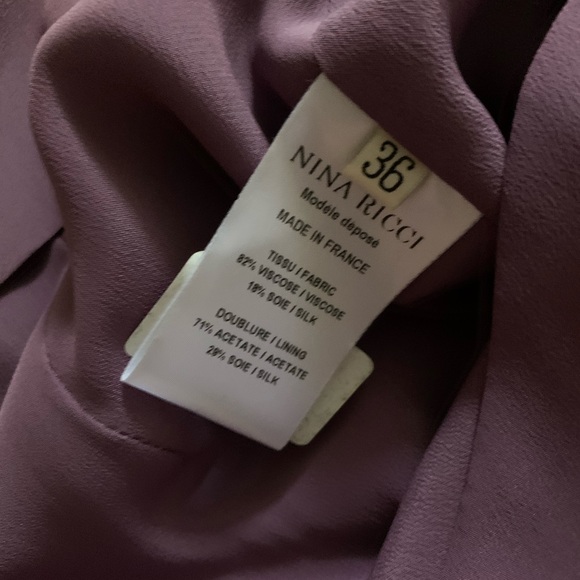 36
NINA RICCI
Modèle déposé
MADE IN FRANCE
TISSU / FABRIC
82% VISCOSE / VISCOSE
18% SOIE / SILK
DOUBLURE / LINING
71% ACETATE / ACETATE
29% SOIE / SILK